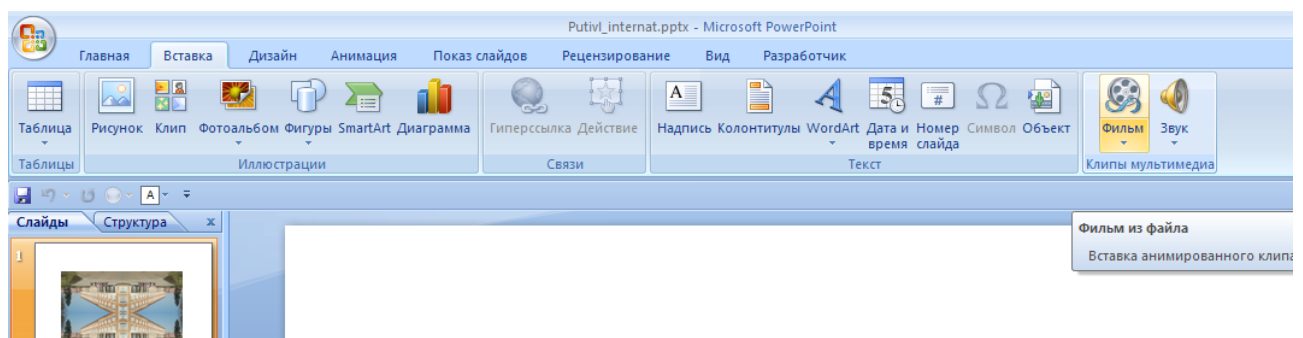 Putivl_internat.pptx - Microsoft PowerPoint
Главная Вставка Дизайн Анимация Показ слайдов Рецензирование Вид Разработчик
Таблица Рисунок Клип Фотоальбом Фигуры SmartArt Диаграмма Гиперссылка Действие Надпись Колонтитулы WordArt Дата и время Номер слайда Символ Объект Фильм Звук
Таблицы Иллюстрации Связи Текст Клипы мультимедиа
Слайды Структура x
Фильм из файла
1
Вставка анимированного клипа